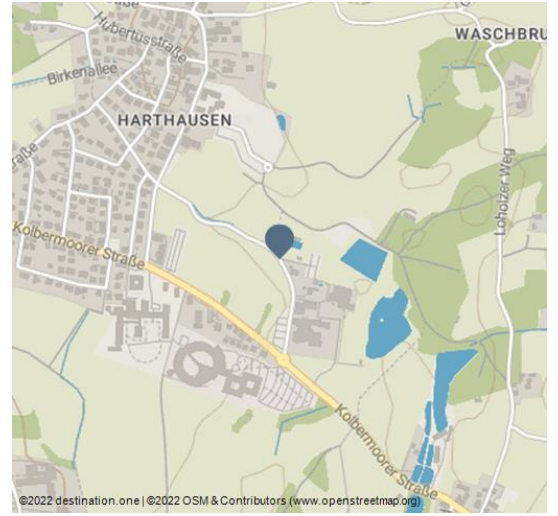 Hubertusstraße
WASCHBRU
Birkenallee
HARTHAUSEN
raße
Loholzer Weg
Kolbermoorer Straße
Kolbermoorer Straße
©2022 destination.one | ©2022 OSM & Contributors (www.openstreetmap.org)